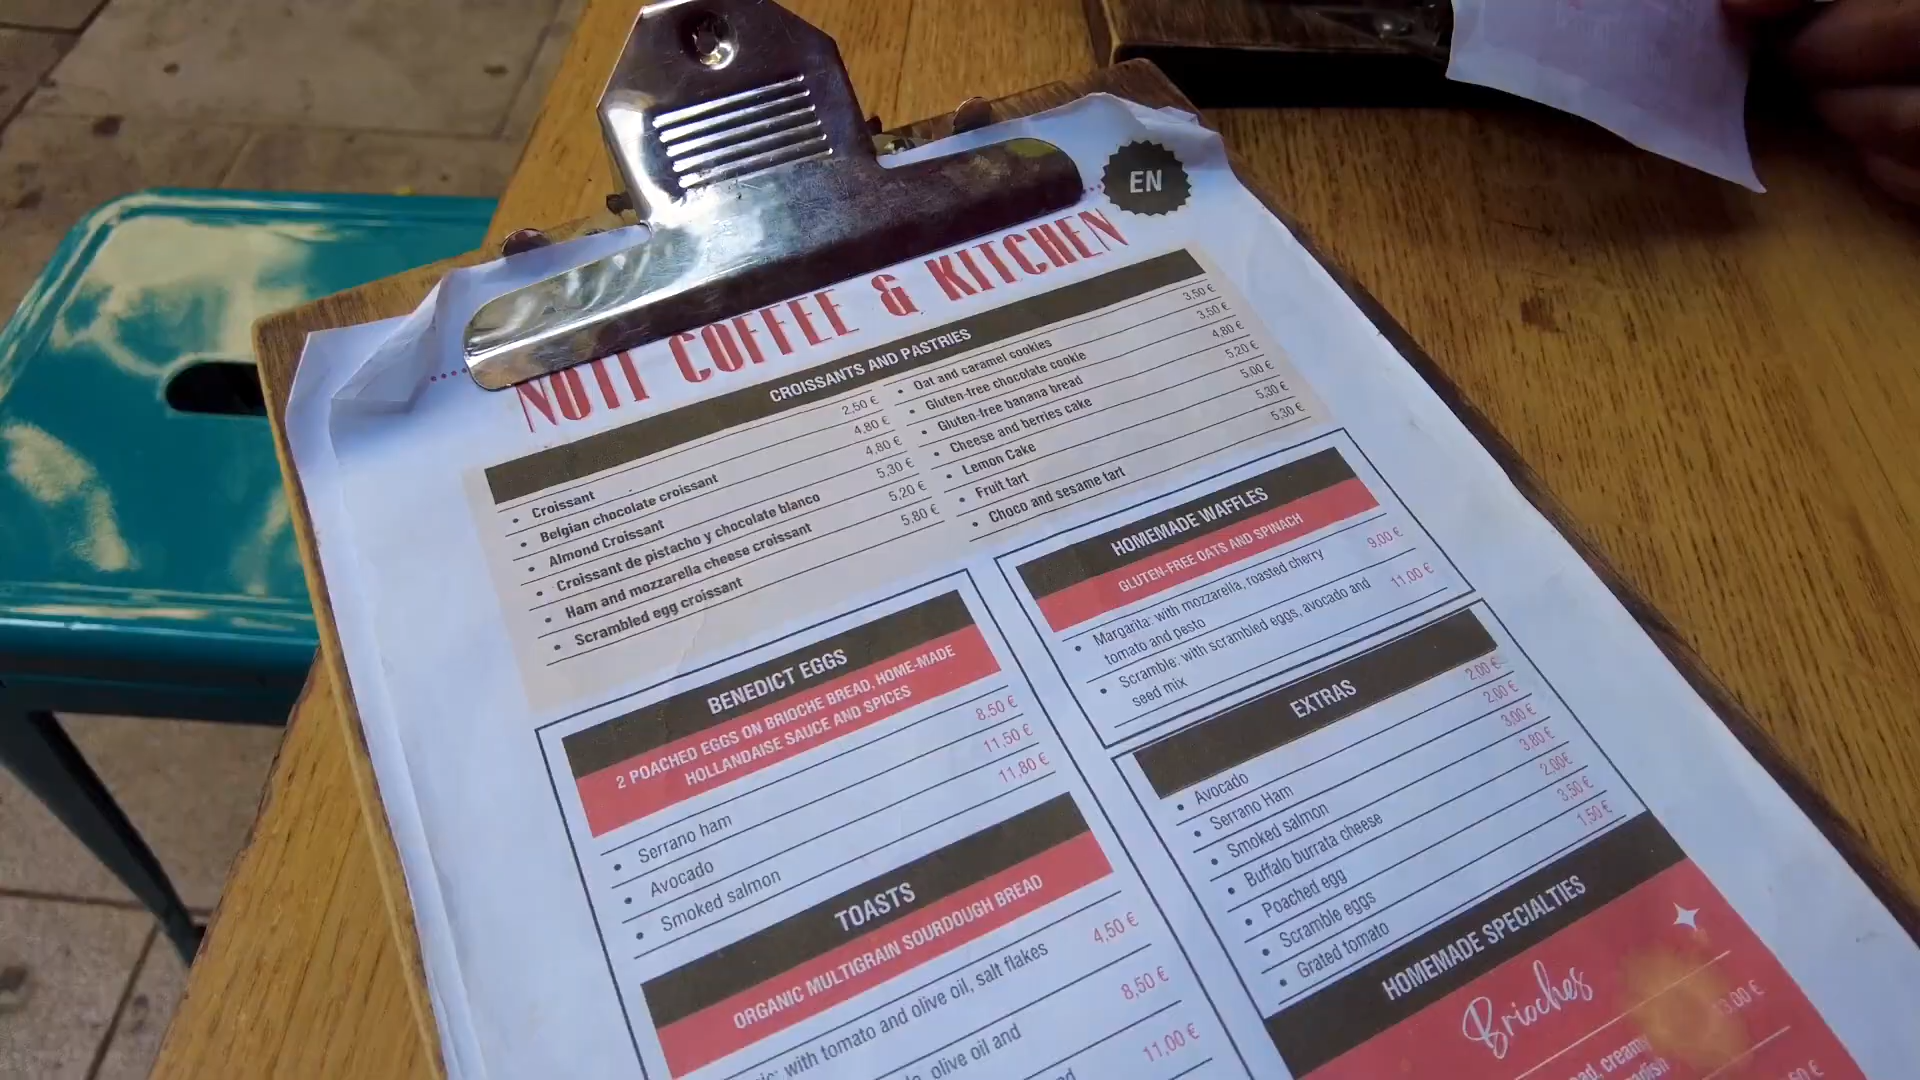 EN
NOTI COFFEE & KITCHEN
CROISSANTS AND PASTRIES
Croissant 2,50 €
Belgian chocolate croissant 4,80 €
Almond Croissant 4,80 €
Croissant de pistacho y chocolate blanco 5,30 €
Ham and mozzarella cheese croissant 5,20 €
Scrambled egg croissant 5,80 €
Oat and caramel cookies 3,50 €
Gluten-free chocolate cookie 3,50 €
Gluten-free banana bread 4,80 €
Cheese and berries cake 5,20 €
Lemon Cake 5,00 €
Fruit tart 5,30 €
Choco and sesame tart 5,30 €
BENEDICT EGGS
2 POACHED EGGS ON BRIOCHE BREAD, HOME-MADE
HOLLANDAISE SAUCE AND SPICES
Serrano ham 8,50 €
Avocado 11,50 €
Smoked salmon 11,80 €
TOASTS
ORGANIC MULTIGRAIN SOURDOUGH BREAD
with tomato and olive oil, salt flakes 4,50 €
olive oil and 8,50 €
11,00 €
HOMEMADE WAFFLES
GLUTEN-FREE OATS AND SPINACH
Margarita: with mozzarella, roasted cherry 9,00 €
tomato and pesto
Scramble: with scrambled eggs, avocado and 11,00 €
seed mix
EXTRAS
Avocado 2,00 €
Serrano Ham 2,00 €
Smoked salmon 3,00 €
Buffalo burrata cheese 3,80 €
Poached egg 2,00€
Scramble eggs 3,50 €
Grated tomato 1,50 €
HOMEMADE SPECIALTIES
Brioches